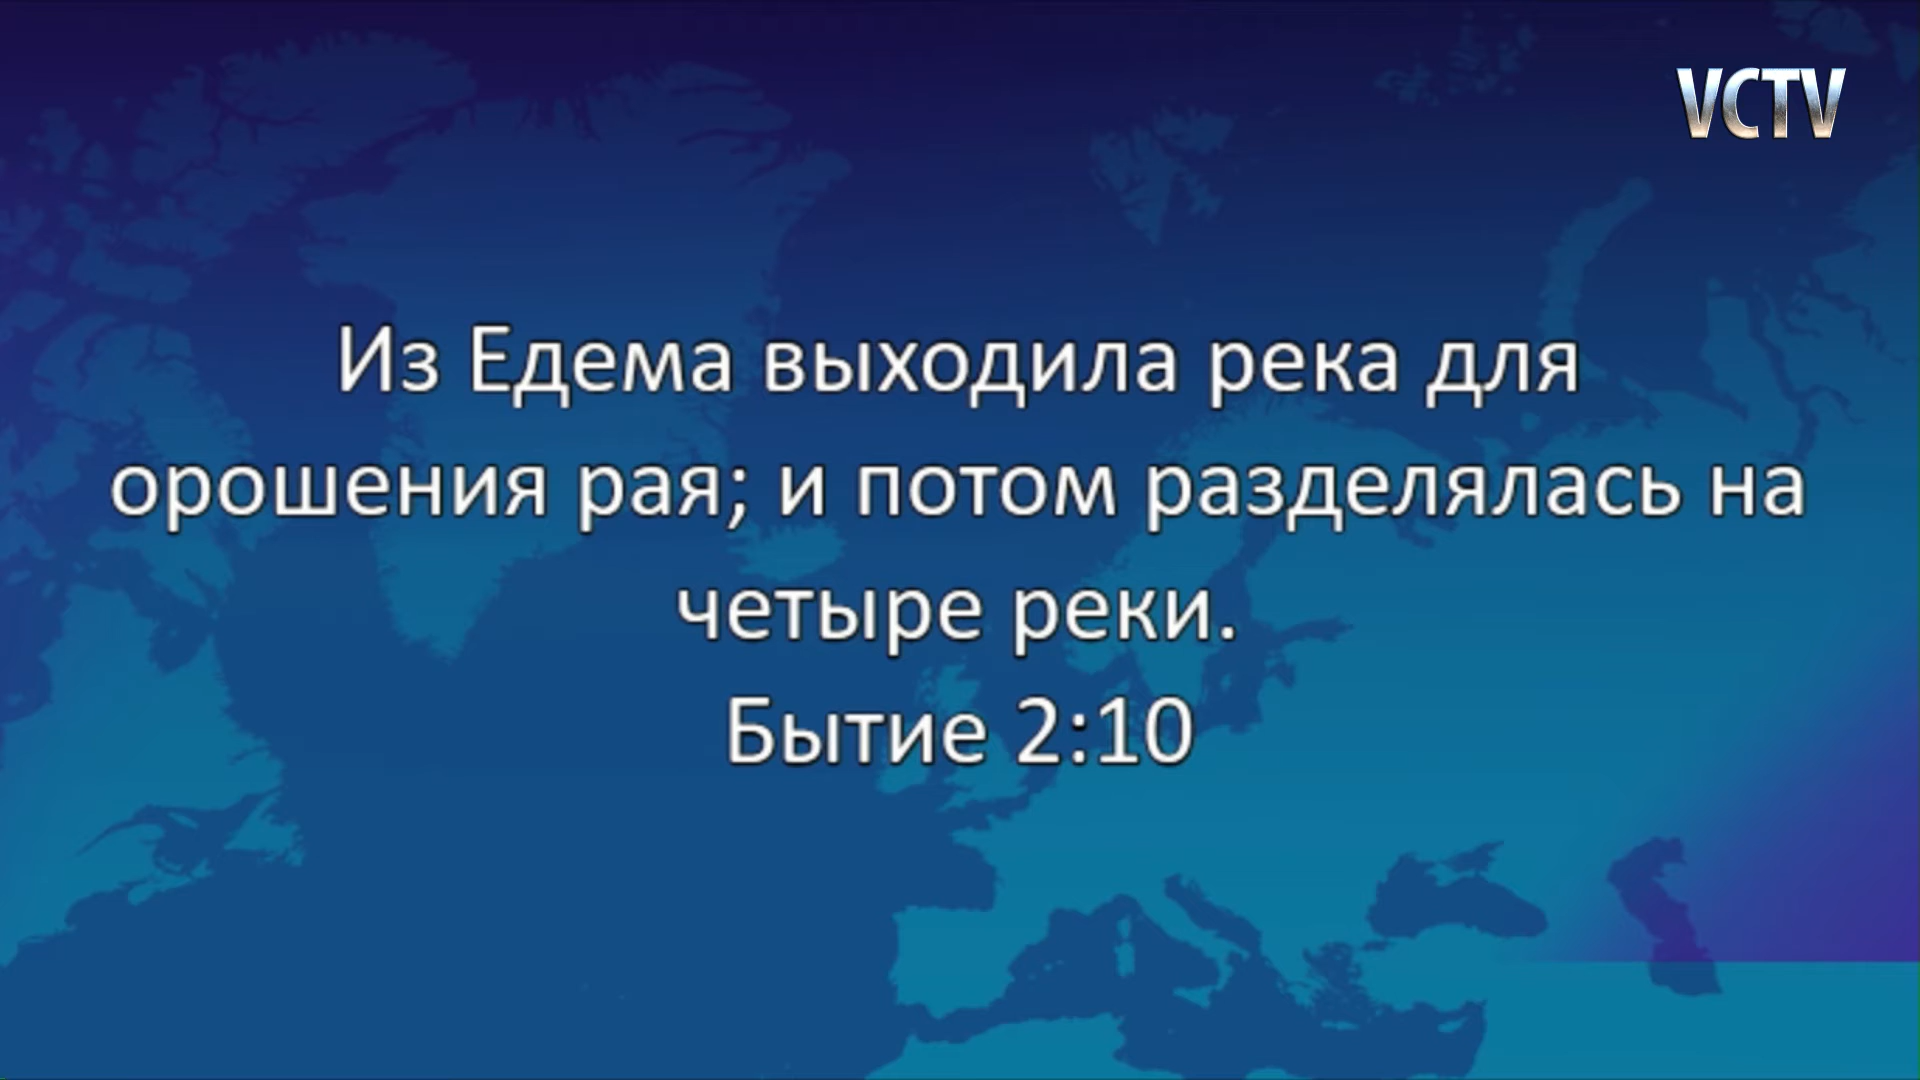 VCTV
Из Едема выходила река для
орошения рая; и потом разделялась на
четыре реки.
Бытие 2:10